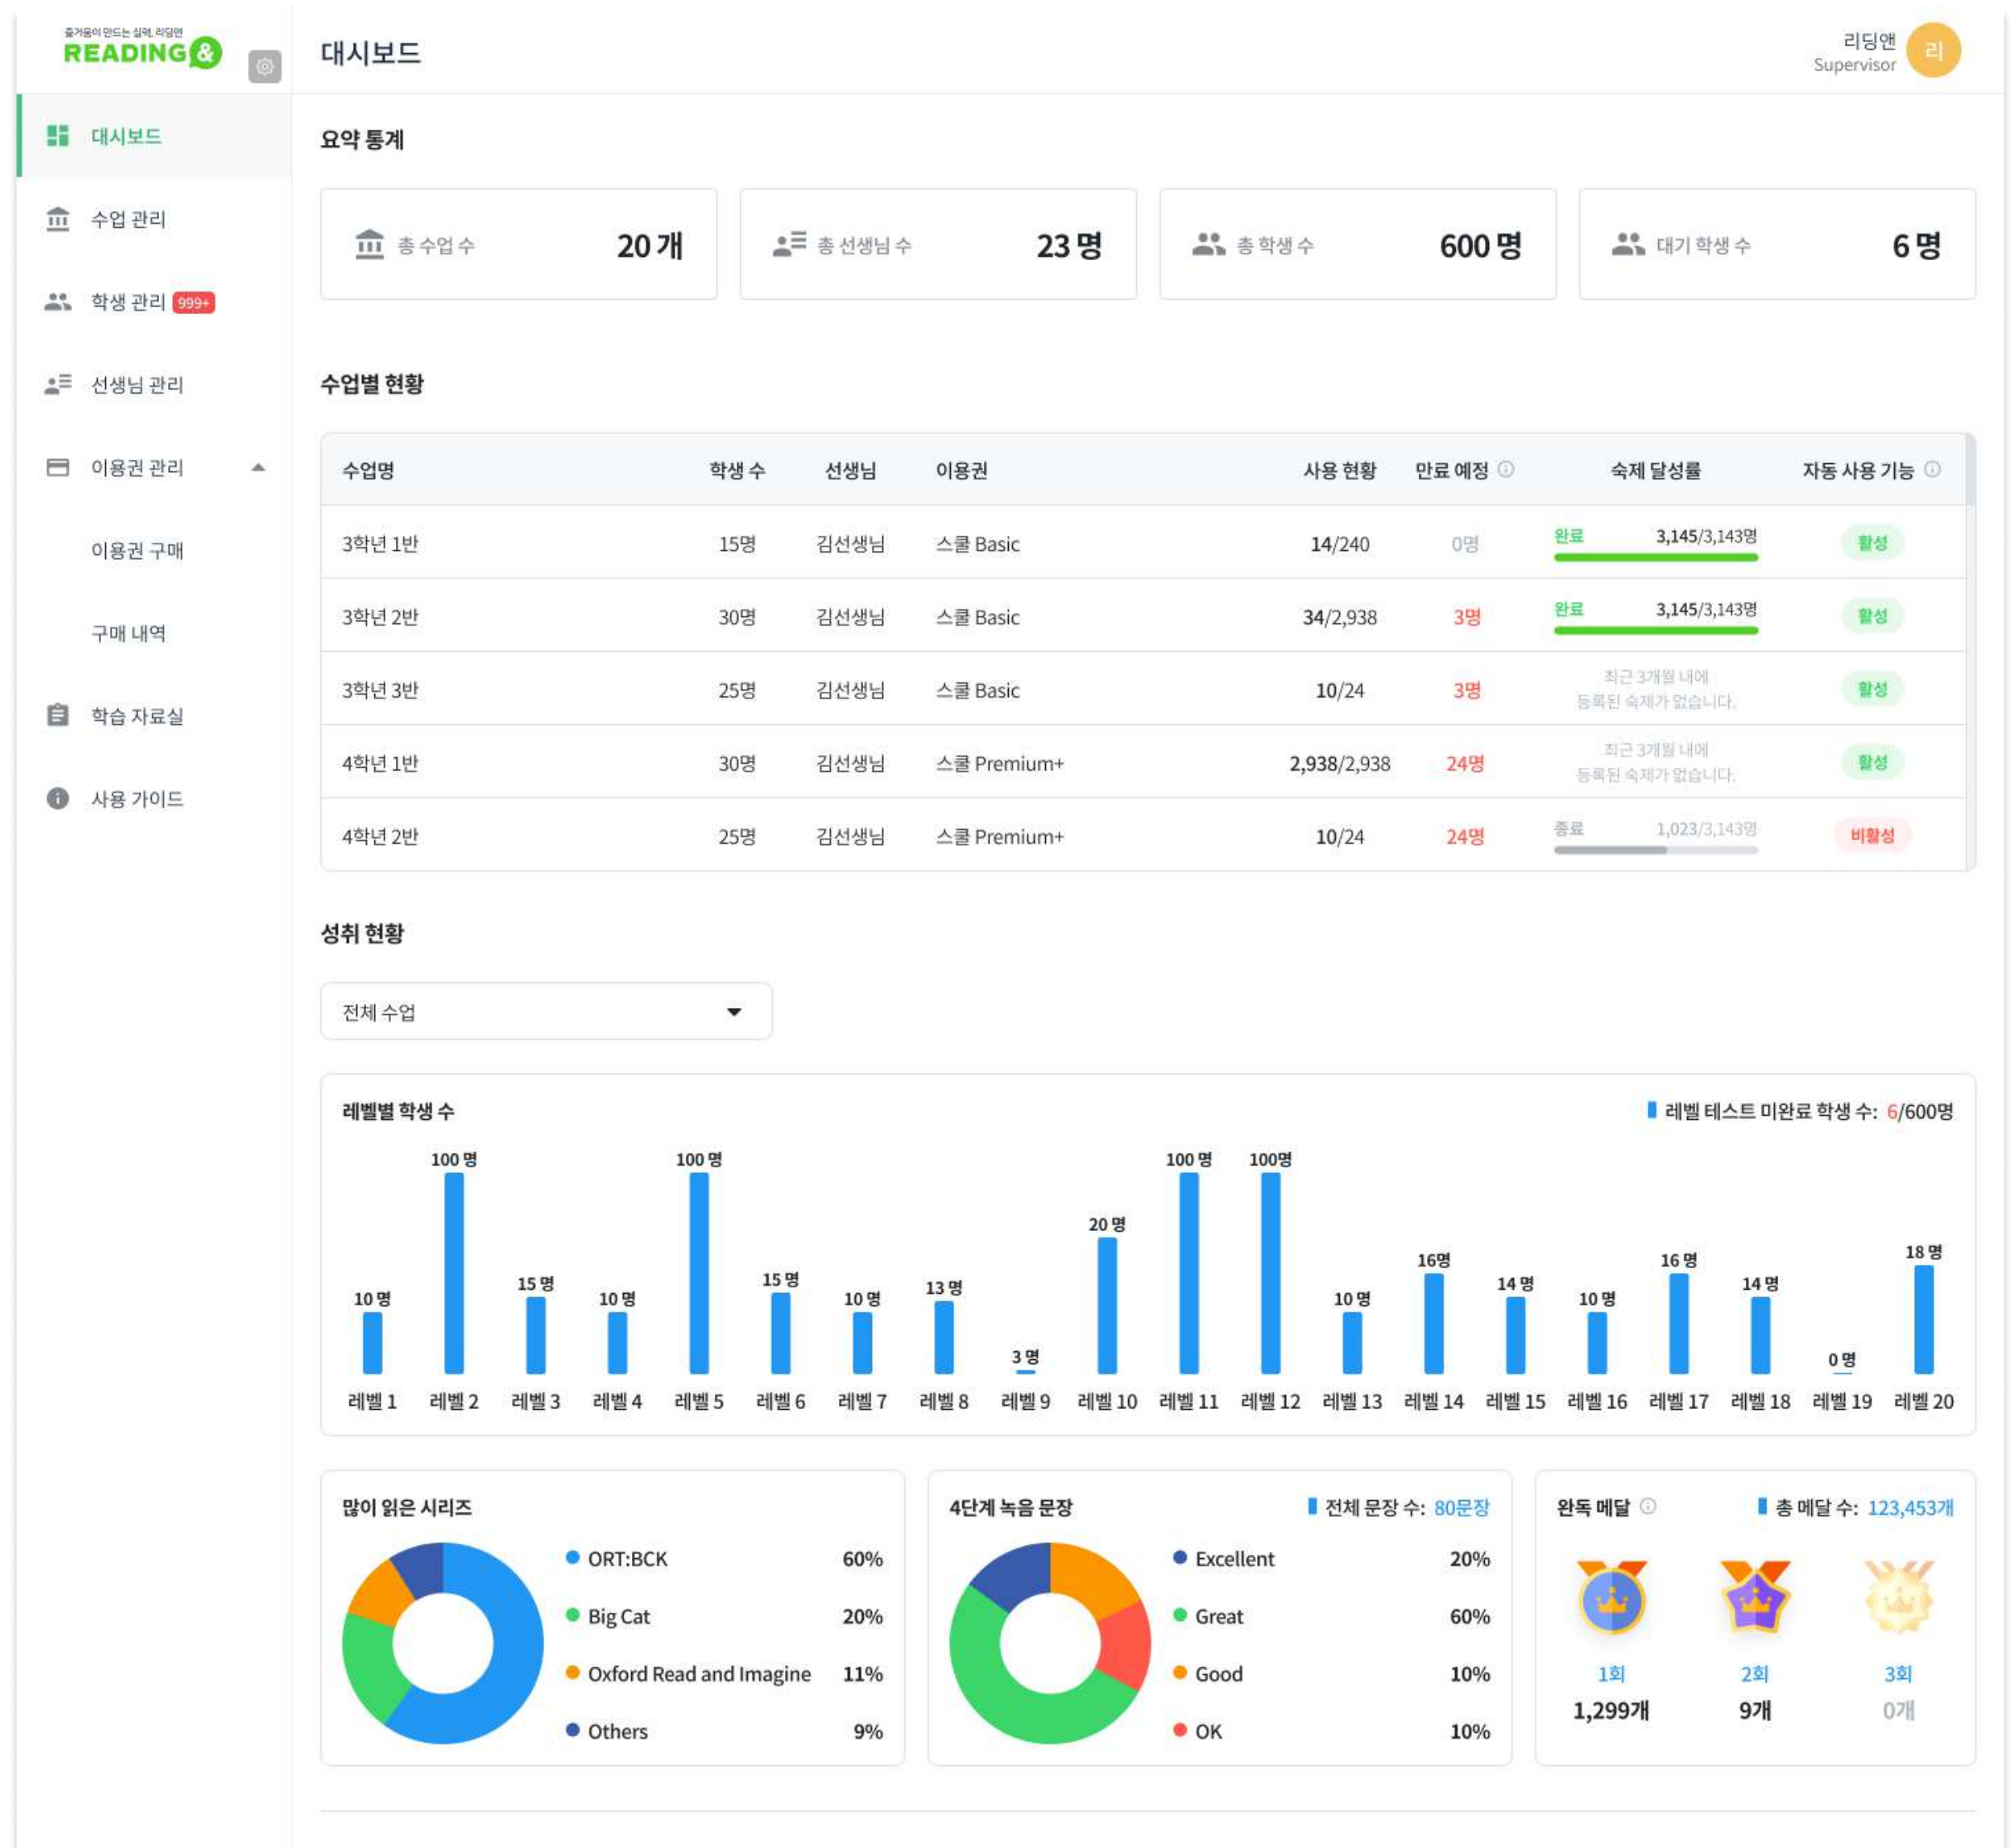 즐거움이 만드는 실력, 리딩앤
READING&
대시보드
리딩앤
Supervisor
리
대시보드
수업 관리
학생 관리 999+
선생님 관리
이용권 관리
이용권 구매
구매 내역
학습 자료실
사용 가이드
요약 통계
총 수업 수 20 개
총 선생님 수 23 명
총 학생 수 600 명
대기 학생 수 6 명
수업별 현황
수업명 학생 수 선생님 이용권 사용 현황 만료 예정 숙제 달성률 자동 사용 기능
3학년 1반 15명 김선생님 스쿨 Basic 14/240 0명 완료 3,145/3,143명 활성
3학년 2반 30명 김선생님 스쿨 Basic 34/2,938 3명 완료 3,145/3,143명 활성
3학년 3반 25명 김선생님 스쿨 Basic 10/24 3명 최근 3개월 내에
등록된 숙제가 없습니다. 활성
4학년 1반 30명 김선생님 스쿨 Premium+ 2,938/2,938 24명 최근 3개월 내에
등록된 숙제가 없습니다. 활성
4학년 2반 25명 김선생님 스쿨 Premium+ 10/24 24명 종료 1,023/3,143명 비활성
성취 현황
전체 수업
레벨별 학생 수
레벨 테스트 미완료 학생 수: 6/600명
10 명 100 명 15 명 10 명 100 명 15 명 10 명 13 명 3 명 20 명 100 명 100명 10 명 16명 14 명 10 명 16 명 14 명 0 명 18 명
레벨 1 레벨 2 레벨 3 레벨 4 레벨 5 레벨 6 레벨 7 레벨 8 레벨 9 레벨 10 레벨 11 레벨 12 레벨 13 레벨 14 레벨 15 레벨 16 레벨 17 레벨 18 레벨 19 레벨 20
많이 읽은 시리즈
ORT:BCK 60%
Big Cat 20%
Oxford Read and Imagine 11%
Others 9%
4단계 녹음 문장 전체 문장 수: 80문장
Excellent 20%
Great 60%
Good 10%
OK 10%
완독 메달 총 메달 수: 123,453개
1회 2회 3회
1,299개 9개 0개